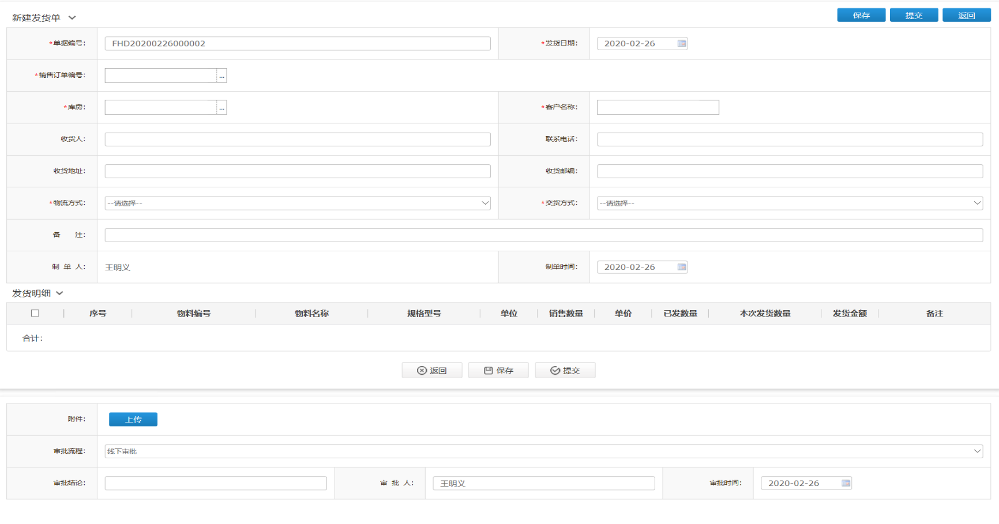 新建发货单
保存 提交 返回
*单据编号: FHD20200226000002 *发货日期: 2020-02-26
*销售订单编号: ...
*库房: ... *客户名称:
收货人: 联系电话:
收货地址: 收货邮编:
*物流方式: --请选择-- *交货方式: --请选择--
备 注:
制 单 人: 王明义 制单时间: 2020-02-26
发货明细
序号 物料编号 物料名称 规格型号 单位 销售数量 单价 已发数量 本次发货数量 发货金额 备注
合计:
返回 保存 提交
附件: 上传
审批流程: 线下审批
审批结论: 审 批 人: 王明义 审批时间: 2020-02-26